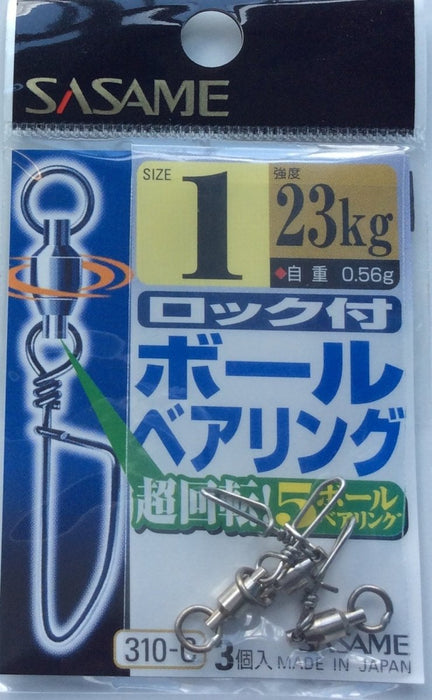 SASAME
SIZE
1
強度
23kg
◆自重 0.56g
ロック付
ボール
ベアリング
超回転
5ボール
ベアリング
310-C
3個入
SASAME
MADE IN JAPAN